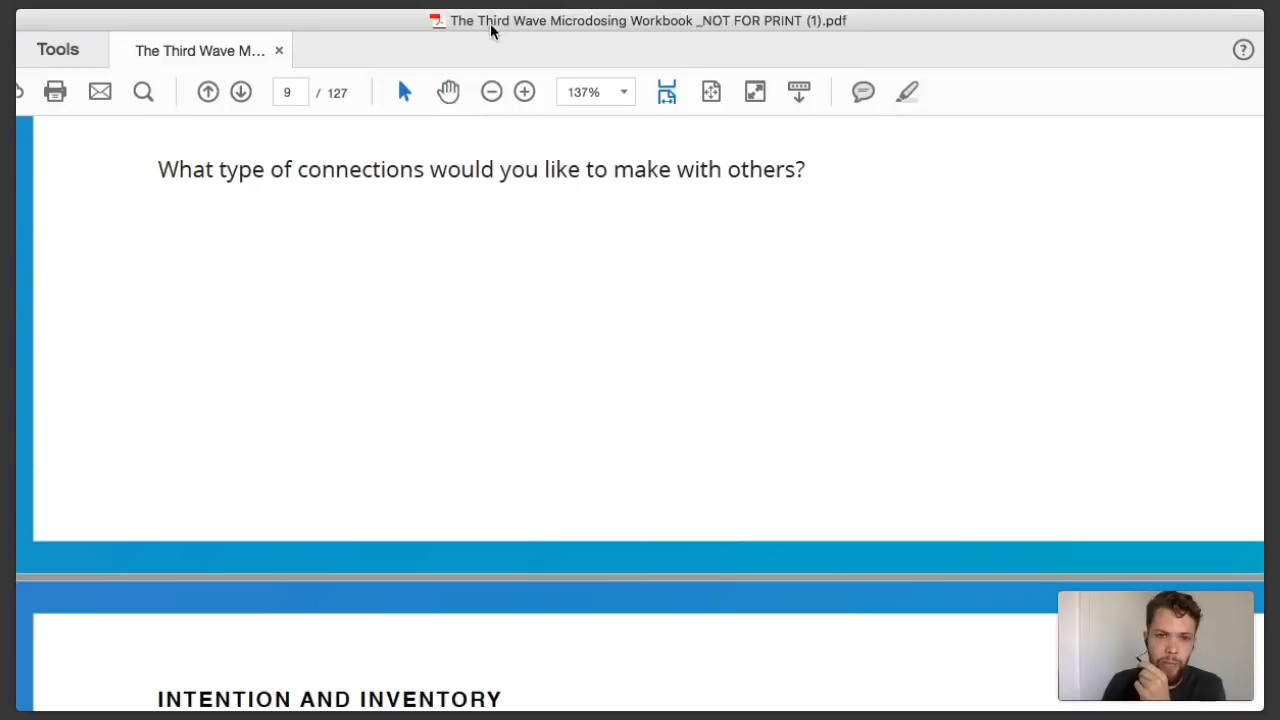 The Third Wave Microdosing Workbook _NOT FOR PRINT (1).pdf
Tools
The Third Wave M...
9 / 127
137%
What type of connections would you like to make with others?
INTENTION AND INVENTORY